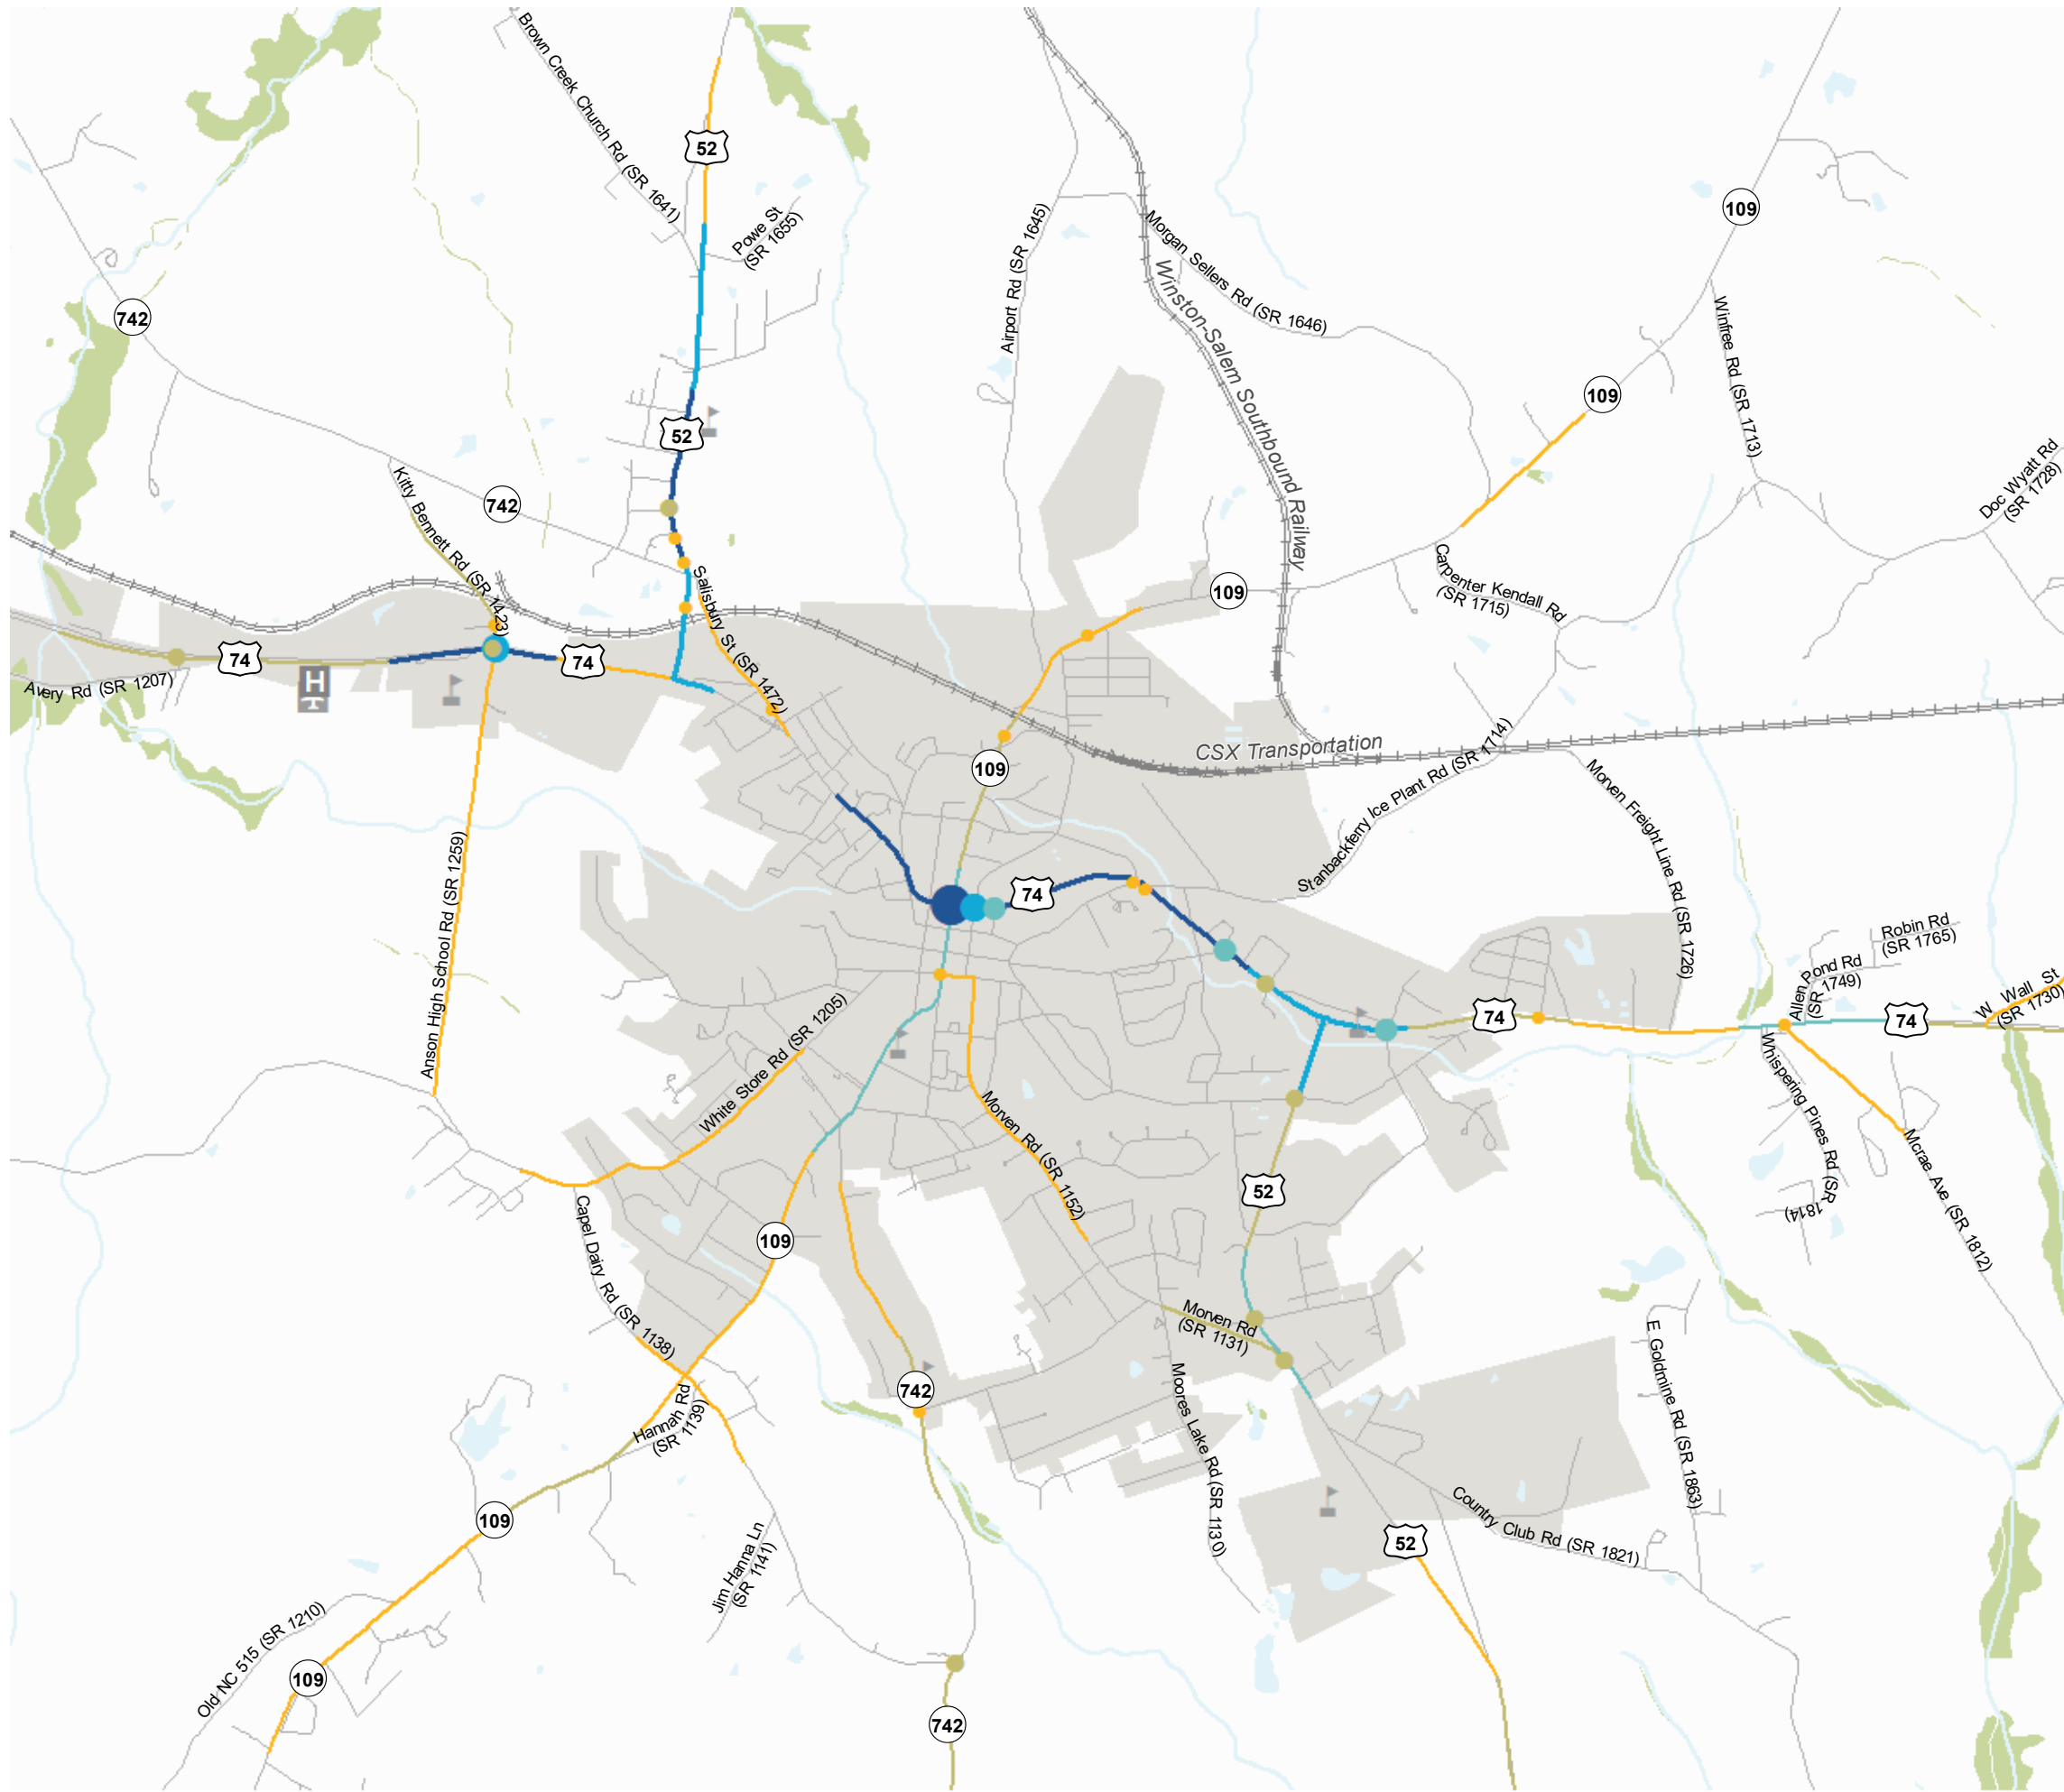 Brown Creek Church Rd (SR 1641)
52
Powe St
(SR 1655)
109
Airport Rd (SR 1645)
Morgan Sellers Rd (SR 1646)
Winston-Salem Southbound Railway
742
Winfree Rd (SR 1713)
109
52
Doc Wyatt Rd
(SR 1728)
Kitty Bennett Rd (SR 1423)
742
Carpenter Kendall Rd
(SR 1715)
109
Salisbury St (SR 1472)
74
74
H
Avery Rd (SR 1207)
CSX Transportation
109
Stanbackferry Ice Plant Rd (SR 1714)
Morven Freight Line Rd (SR 1726)
Anson High School Rd (SR 1259)
74
Robin Rd
(SR 1765)
Allen Pond Rd
(SR 1749)
W Wall St
(SR 1730)
74
74
White Store Rd (SR 1205)
Whispering Pines Rd (SR
1814)
Morven Rd (SR 1152)
Mcrae Ave (SR 1812)
52
Capel Dairy Rd (SR 1138)
109
Morven Rd
(SR 1131)
E Goldmine Rd (SR 1863)
742
Moores Lake Rd (SR 1130)
Hannah Rd
(SR 1139)
109
Country Club Rd (SR 1821)
52
Jim Hanna Ln
(SR 1141)
Old NC 515 (SR 1210)
109
742